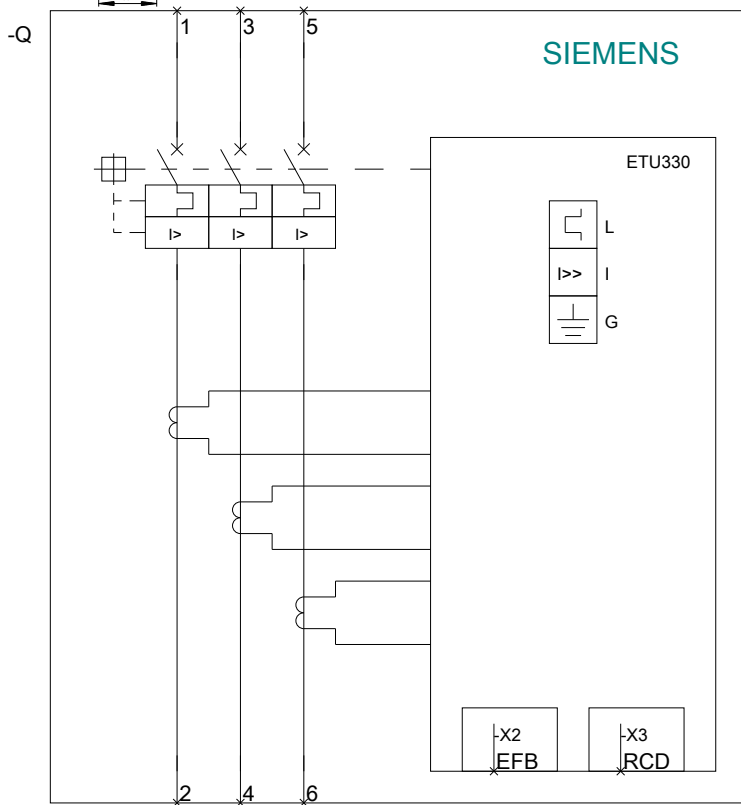 -Q
1 3 5
SIEMENS
ETU330
I> I> I>
L
I>> I
G
-X2 -X3
EFB RCD
2 4 6